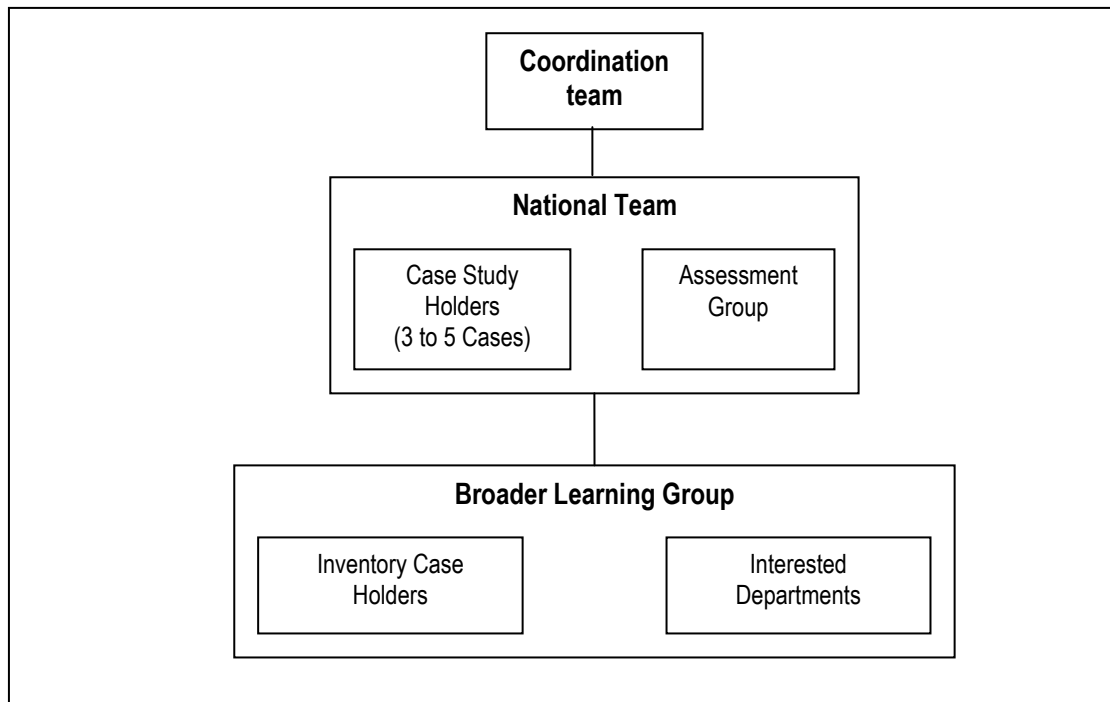 Coordination
team
National Team
Case Study
Holders
(3 to 5 Cases)
Assessment
Group
Broader Learning Group
Inventory Case
Holders
Interested
Departments